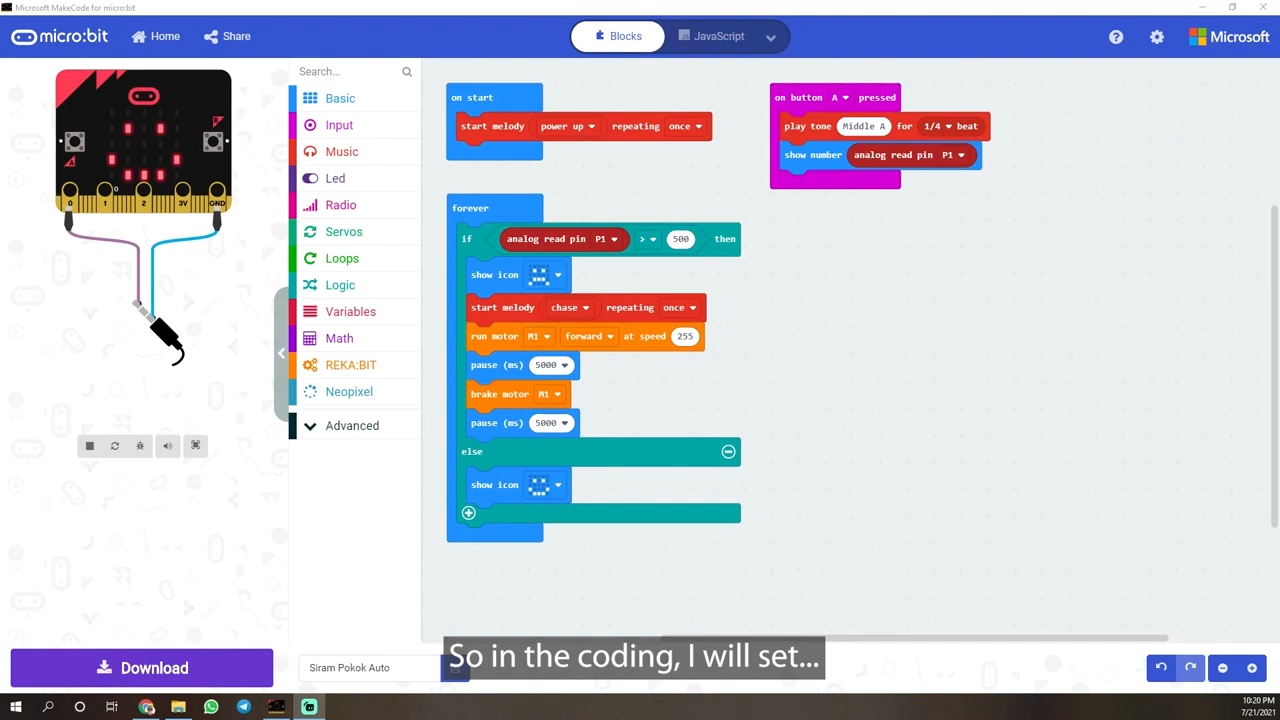 Microsoft MakeCode for micro:bit
micro:bit
Home
Share
Blocks
JavaScript
Microsoft
Search...
Basic
Input
Music
Led
Radio
Servos
Loops
Logic
Variables
Math
REKA:BIT
Neopixel
Advanced
A
B
0
0 1 2 3V GND
on start
start melody power up repeating once
forever
if analog read pin P1 > 500 then
show icon
start melody chase repeating once
run motor M1 forward at speed 255
pause (ms) 5000
brake motor M1
pause (ms) 5000
else
show icon
on button A pressed
play tone Middle A for 1/4 beat
show number analog read pin P1
Download
Siram Pokok Auto
So in the coding, I will set...
10:20 PM
7/21/2021